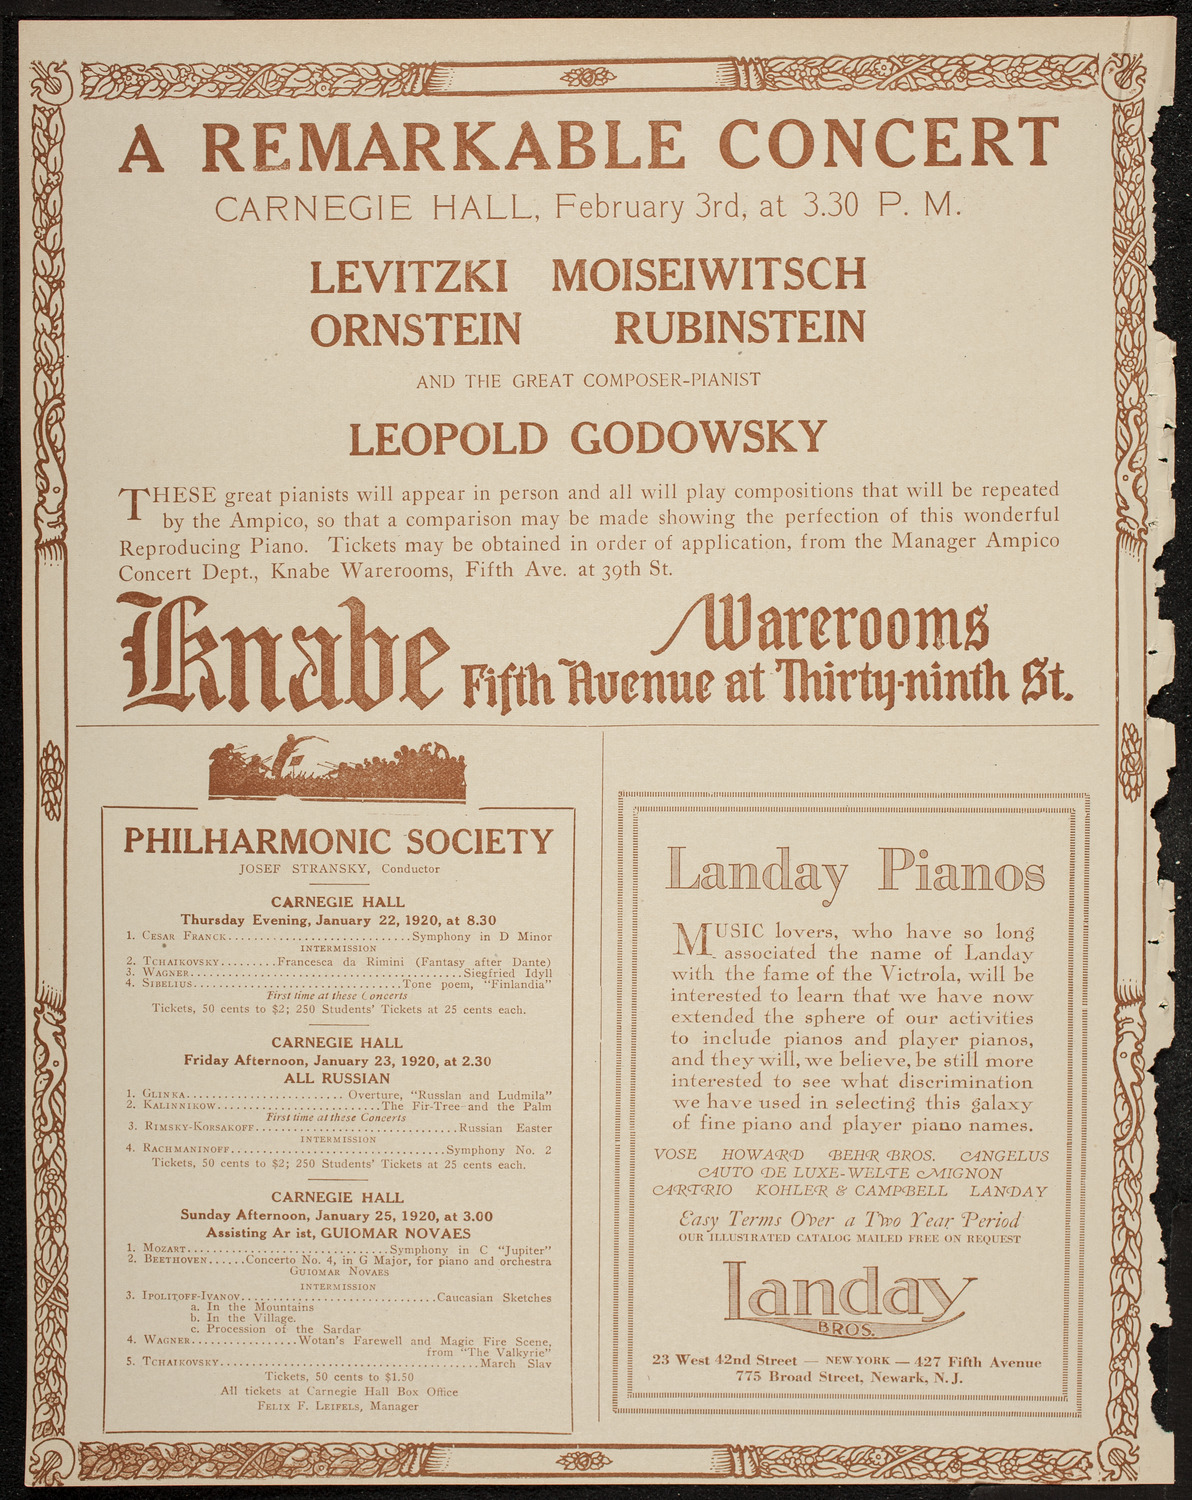 A REMARKABLE CONCERT
CARNEGIE HALL, February 3rd, at 3.30 P. M.
LEVITZKI MOISEIWITSCH
ORNSTEIN RUBINSTEIN
AND THE GREAT COMPOSER-PIANIST
LEOPOLD GODOWSKY
THESE great pianists will appear in person and all will play compositions that will be repeated
by the Ampico, so that a comparison may be made showing the perfection of this wonderful
Reproducing Piano. Tickets may be obtained in order of application, from the Manager Ampico
Concert Dept., Knabe Warerooms, Fifth Ave. at 39th St.
Knabe Warerooms
Fifth Avenue at Thirty-ninth St.
PHILHARMONIC SOCIETY
JOSEF STRANSKY, Conductor
CARNEGIE HALL
Thursday Evening, January 22, 1920, at 8.30
1. CESAR FRANCK............................Symphony in D Minor
INTERMISSION
2. TCHAIKOVSKY.........Francesca da Rimini (Fantasy after Dante)
3. WAGNER..........................................Siegfried Idyll
4. SIBELIUS................................Tone poem, "Finlandia"
First time at these Concerts
Tickets, 50 cents to $2; 250 Students' Tickets at 25 cents each.
CARNEGIE HALL
Friday Afternoon, January 23, 1920, at 2.30
ALL RUSSIAN
1. GLINKA......................... Overture, "Russlan and Ludmila"
2. KALINNIKOW..........................The Fir-Tree and the Palm
First time at these Concerts
3. RIMSKY-KORSAKOFF................................Russian Easter
INTERMISSION
4. RACHMANINOFF..................................Symphony No. 2
Tickets, 50 cents to $2; 250 Students' Tickets at 25 cents each.
CARNEGIE HALL
Sunday Afternoon, January 25, 1920, at 3.00
Assisting Ar ist, GUIOMAR NOVAES
1. MOZART...............................Symphony in C "Jupiter"
2. BEETHOVEN......Concerto No. 4, in G Major, for piano and orchestra
GUIOMAR NOVAES
INTERMISSION
3. IPOLITOFF-IVANOV..............................Caucasian Sketches
a. In the Mountains
b. In the Village.
c. Procession of the Sardar
4. WAGNER.................Wotan's Farewell and Magic Fire Scene,
from "The Valkyrie"
5. TCHAIKOVSKY........................................March Slav
Tickets, 50 cents to $1.50
All tickets at Carnegie Hall Box Office
FELIX F. LEIFELS, Manager
Landay Pianos
MUSIC lovers, who have so long
associated the name of Landay
with the fame of the Victrola, will be
interested to learn that we have now
extended the sphere of our activities
to include pianos and player pianos,
and they will, we believe, be still more
interested to see what discrimination
we have used in selecting this galaxy
of fine piano and player piano names.
VOSE HOWARD BEHR BROS. ANGELUS
AUTO DE LUXE-WELTE MIGNON
ARTRIO KOHLER & CAMPBELL LANDAY
Easy Terms Over a Two Year Period
OUR ILLUSTRATED CATALOG MAILED FREE ON REQUEST
Landay
BROS.
23 West 42nd Street — NEW YORK — 427 Fifth Avenue
775 Broad Street, Newark, N. J.